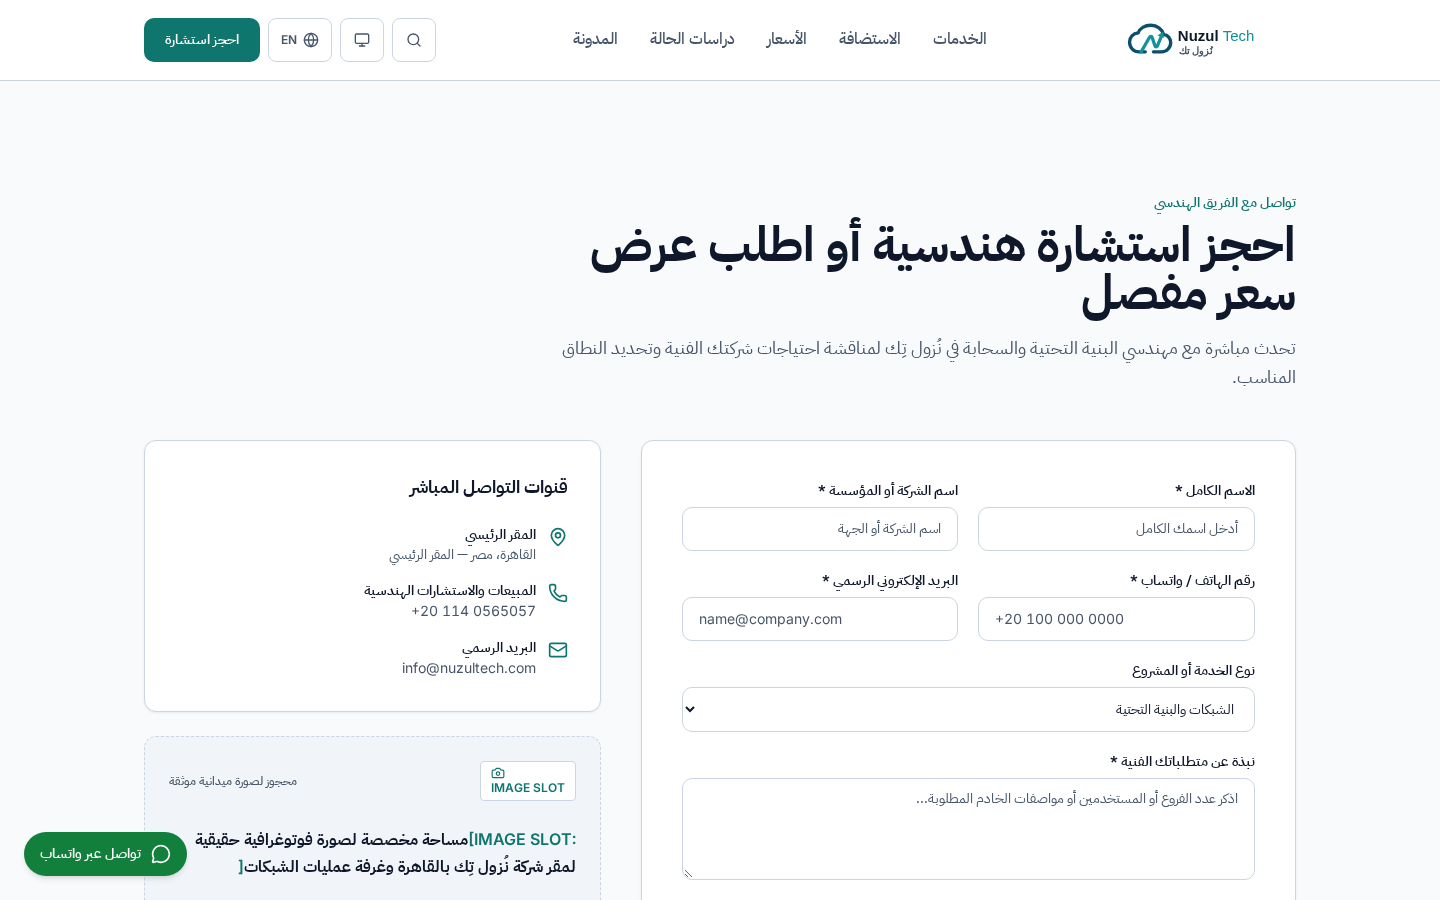 Nuzul Tech
نُزول تك
الخدمات
الاستضافة
الأسعار
دراسات الحالة
المدونة
EN
احجز استشارة
تواصل مع الفريق الهندسي
احجز استشارة هندسية أو اطلب عرض
سعر مفصل
تحدث مباشرة مع مهندسي البنية التحتية والسحابة في نُزول تِك لمناقشة احتياجات شركتك الفنية وتحديد النطاق
المناسب.
الاسم الكامل *
أدخل اسمك الكامل
اسم الشركة أو المؤسسة *
اسم الشركة أو الجهة
رقم الهاتف / واتساب *
+20 100 000 0000
البريد الإلكتروني الرسمي *
name@company.com
نوع الخدمة أو المشروع
الشبكات والبنية التحتية
نبذة عن متطلباتك الفنية *
اذكر عدد الفروع أو المستخدمين أو مواصفات الخادم المطلوبة...
قنوات التواصل المباشر
المقر الرئيسي
القاهرة، مصر — المقر الرئيسي
المبيعات والاستشارات الهندسية
+20 114 0565057
البريد الرسمي
info@nuzultech.com
IMAGE SLOT
محجوز لصورة ميدانية موثقة
[IMAGE SLOT: مساحة مخصصة لصورة فوتوغرافية حقيقية
لمقر شركة نُزول تِك بالقاهرة وغرفة عمليات الشبكات]
تواصل عبر واتساب